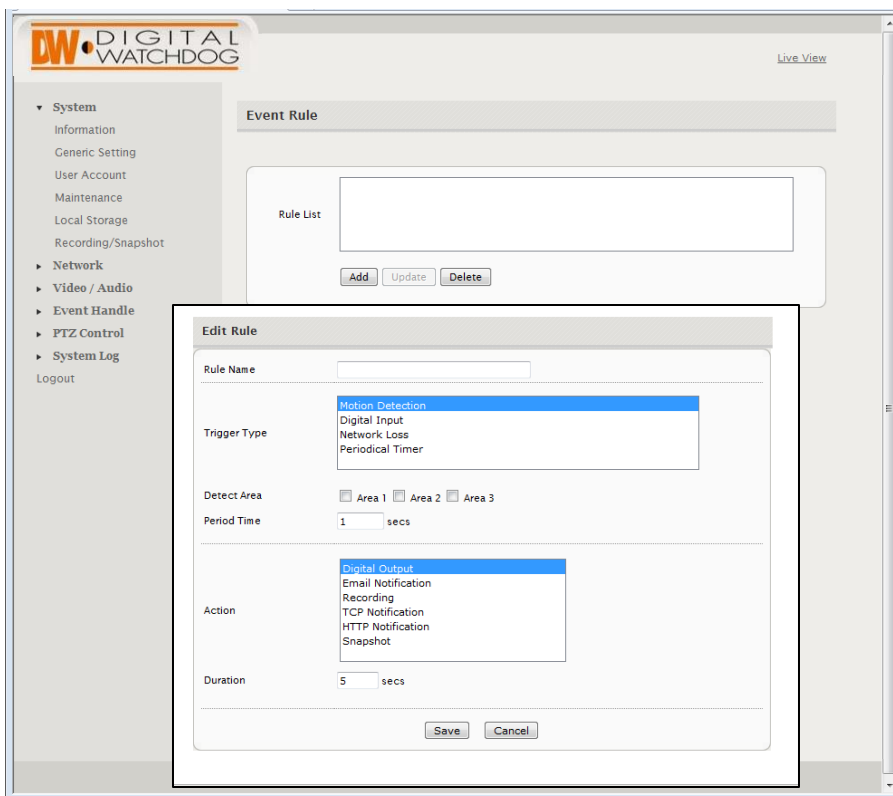 DW DIGITAL
WATCHDOG
Live View
System
Information
Generic Setting
User Account
Maintenance
Local Storage
Recording/Snapshot
Network
Video / Audio
Event Handle
PTZ Control
System Log
Logout
Event Rule
Rule List
Add Update Delete
Edit Rule
Rule Name
Trigger Type
Motion Detection
Digital Input
Network Loss
Periodical Timer
Detect Area Area 1 Area 2 Area 3
Period Time 1 secs
Action
Digital Output
Email Notification
Recording
TCP Notification
HTTP Notification
Snapshot
Duration 5 secs
Save Cancel